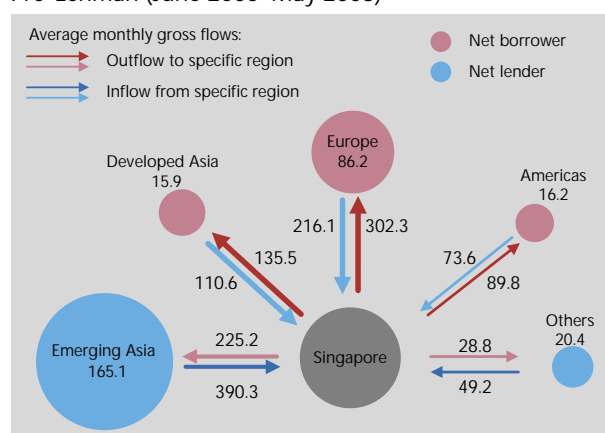 Average monthly gross flows:
Outflow to specific region
Inflow from specific region
Net borrower
Net lender
Europe
86.2
Developed Asia
15.9
Americas
16.2
216.1
302.3
135.5
110.6
73.6
89.8
Emerging Asia
165.1
225.2
390.3
Singapore
28.8
49.2
Others
20.4